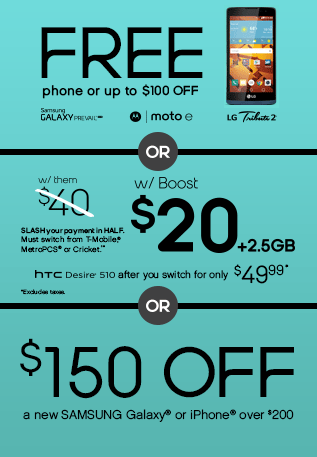 FREE
phone or up to $100 OFF
Samsung
GALAXY PREVAIL
moto e
LG Tribute 2
OR
w/ them
$40
w/ Boost
$20 +2.5GB
SLASH your payment in HALF.
Must switch from T-Mobile,®
MetroPCS® or Cricket.**
hTC Desire® 510 after you switch for only $49.99*
*Excludes taxes.
OR
$150 OFF
a new SAMSUNG Galaxy® or iPhone® over $200